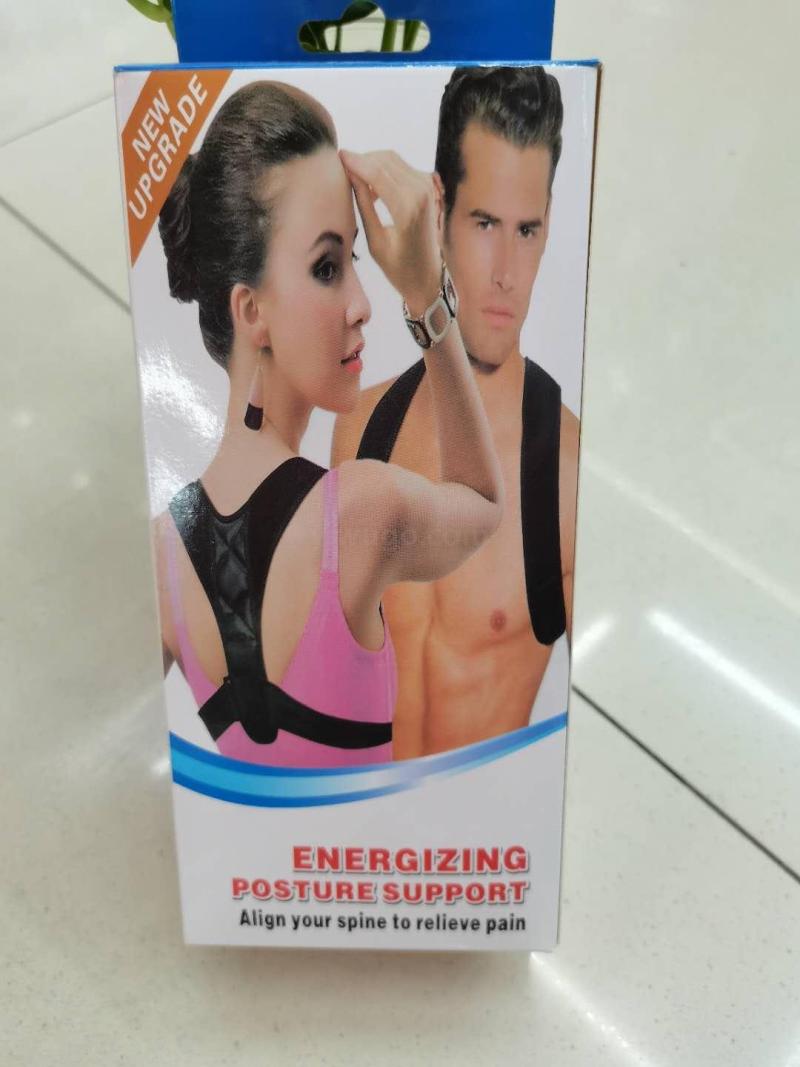 NEW
UPGRADE
ENERGIZING
POSTURE SUPPORT
Align your spine to relieve pain